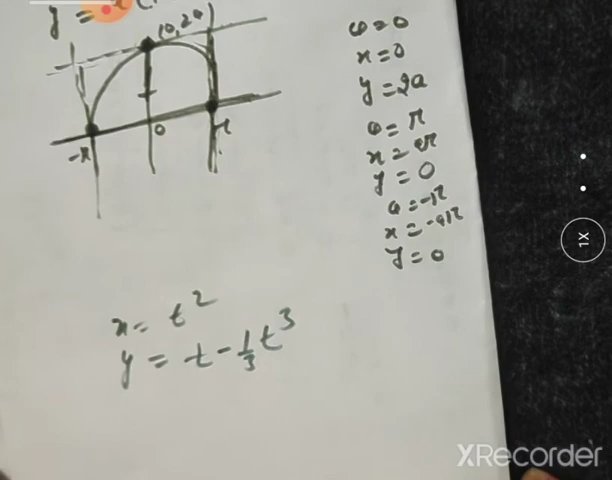 y =
(0,2a)
-π
0
π
θ=0
x=0
y=2a
θ=π
x=aπ
y=0
θ=-π
x=-aπ
y=0
x= t²
y = t-⅓t³
1X
XRecorder